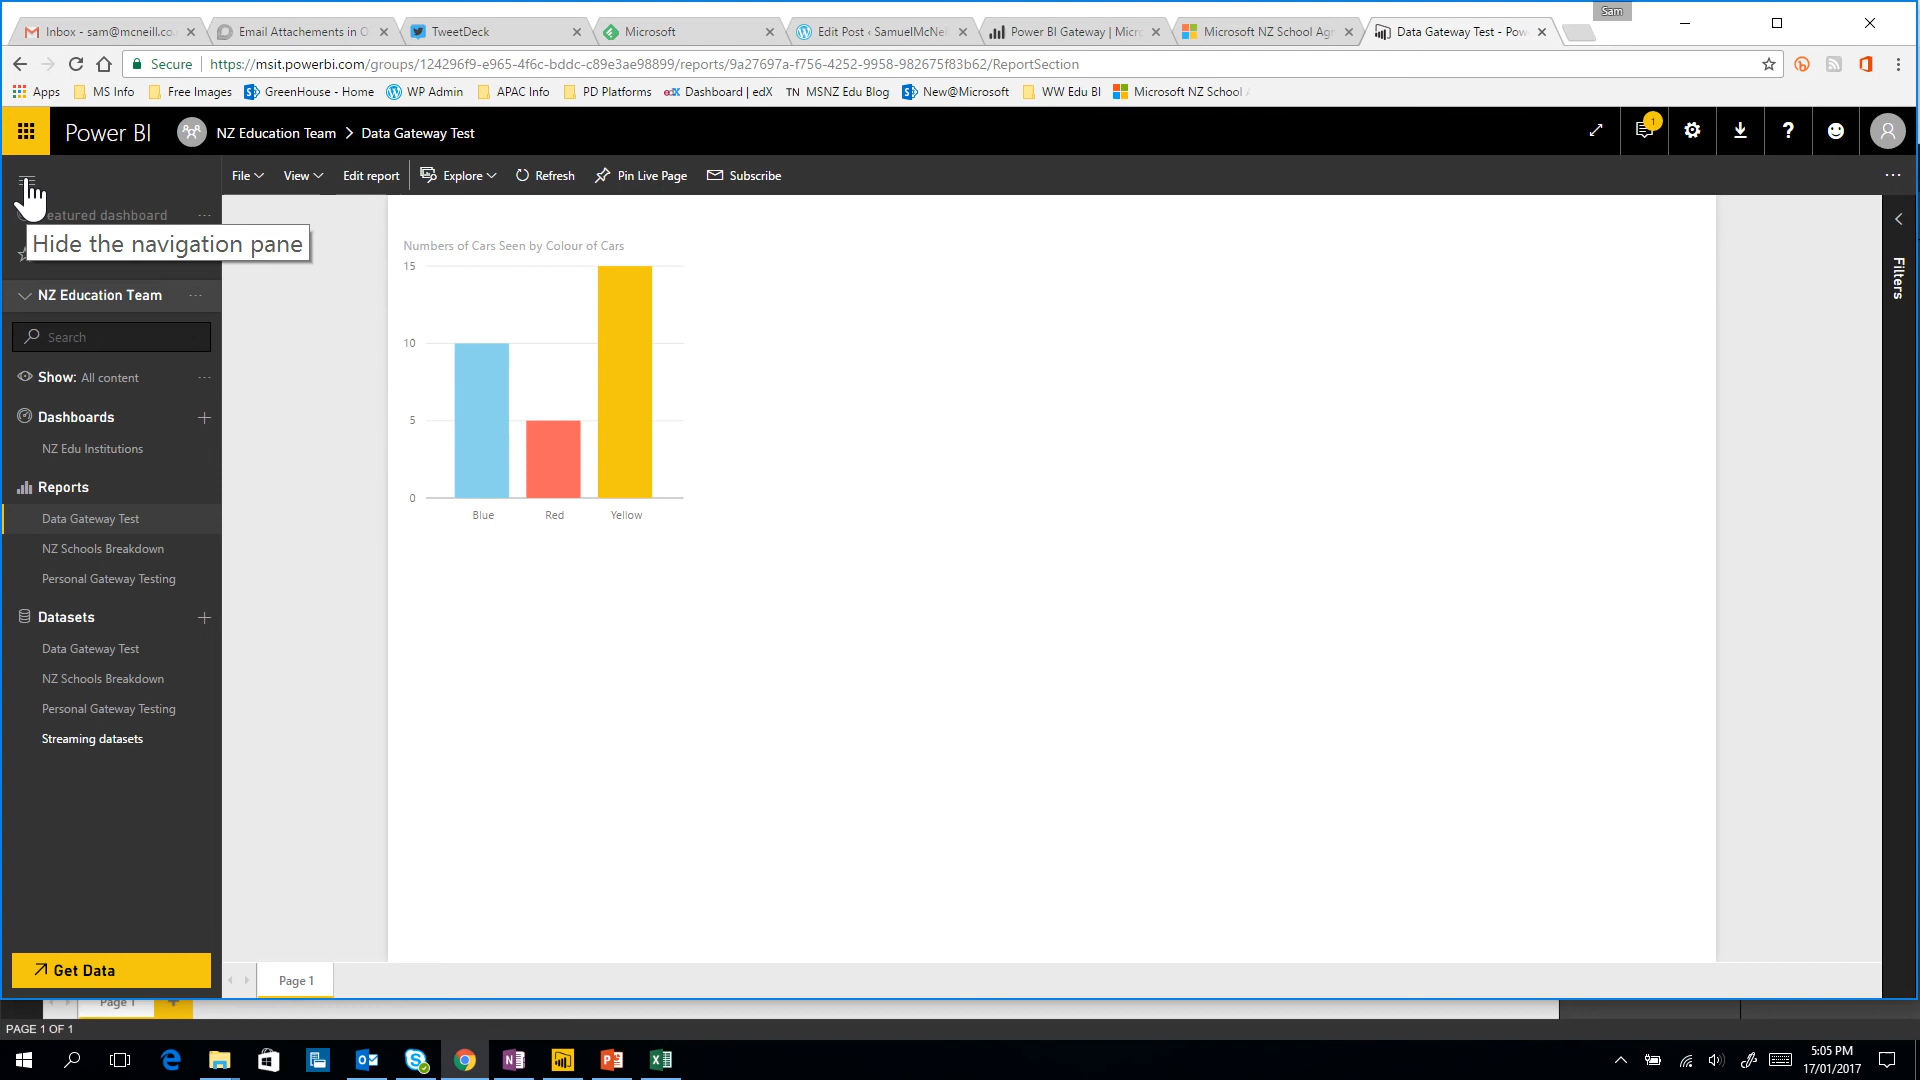 Sam
Inbox - sam@mcneill.co
Email Attachements in O
TweetDeck
Microsoft
Edit Post ‹ SamuelMcNei
Power BI Gateway | Micr
Microsoft NZ School Agr
Data Gateway Test - Pow
Secure
https://msit.powerbi.com/groups/124296f9-e965-4f6c-bddc-c89e3ae98899/reports/9a27697a-f756-4252-9958-982675f83b62/ReportSection
Apps
MS Info
Free Images
GreenHouse - Home
WP Admin
APAC Info
PD Platforms
edX Dashboard | edX
TN MSNZ Edu Blog
New@Microsoft
WW Edu BI
Microsoft NZ School
Power BI
NZ Education Team > Data Gateway Test
1
File
View
Edit report
Explore
Refresh
Pin Live Page
Subscribe
eatured dashboard
Hide the navigation pane
NZ Education Team
Search
Show: All content
Dashboards
NZ Edu Institutions
Reports
Data Gateway Test
NZ Schools Breakdown
Personal Gateway Testing
Datasets
Data Gateway Test
NZ Schools Breakdown
Personal Gateway Testing
Streaming datasets
Get Data
Numbers of Cars Seen by Colour of Cars
15
10
5
0
Blue
Red
Yellow
Filters
Page 1
Page 1
PAGE 1 OF 1
5:05 PM
17/01/2017